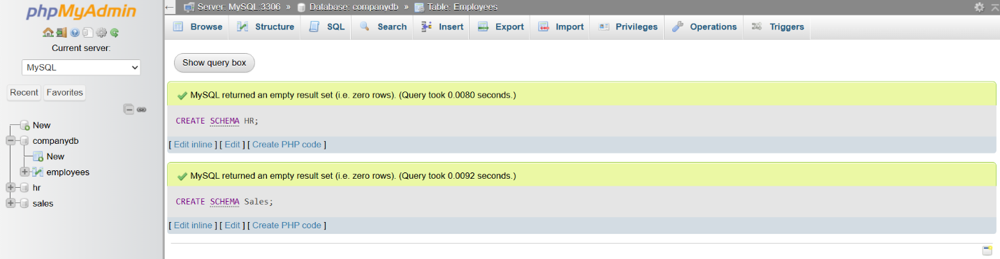 phpMyAdmin
Current server:
MySQL
Recent Favorites
New
companydb
New
employees
hr
sales
Server: MySQL:3306 » Database: companydb » Table: Employees
Browse Structure SQL Search Insert Export Import Privileges Operations Triggers
Show query box
MySQL returned an empty result set (i.e. zero rows). (Query took 0.0080 seconds.)
CREATE SCHEMA HR;
[ Edit inline ] [ Edit ] [ Create PHP code ]
MySQL returned an empty result set (i.e. zero rows). (Query took 0.0092 seconds.)
CREATE SCHEMA Sales;
[ Edit inline ] [ Edit ] [ Create PHP code ]